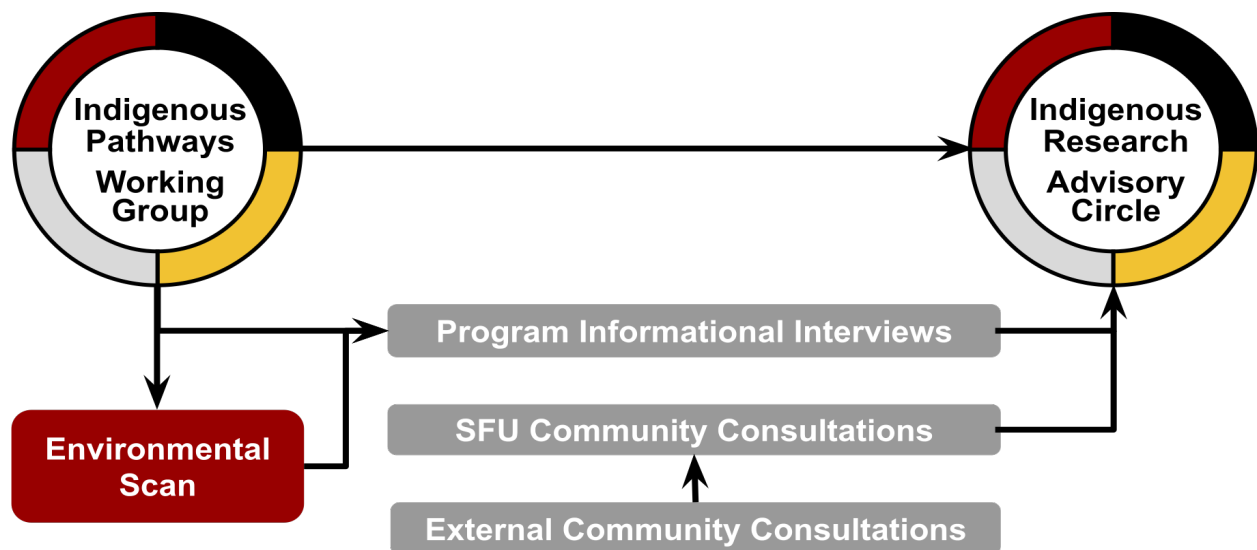 Indigenous
Pathways
Working
Group
Indigenous
Research
Advisory
Circle
Program Informational Interviews
SFU Community Consultations
Environmental
Scan
External Community Consultations